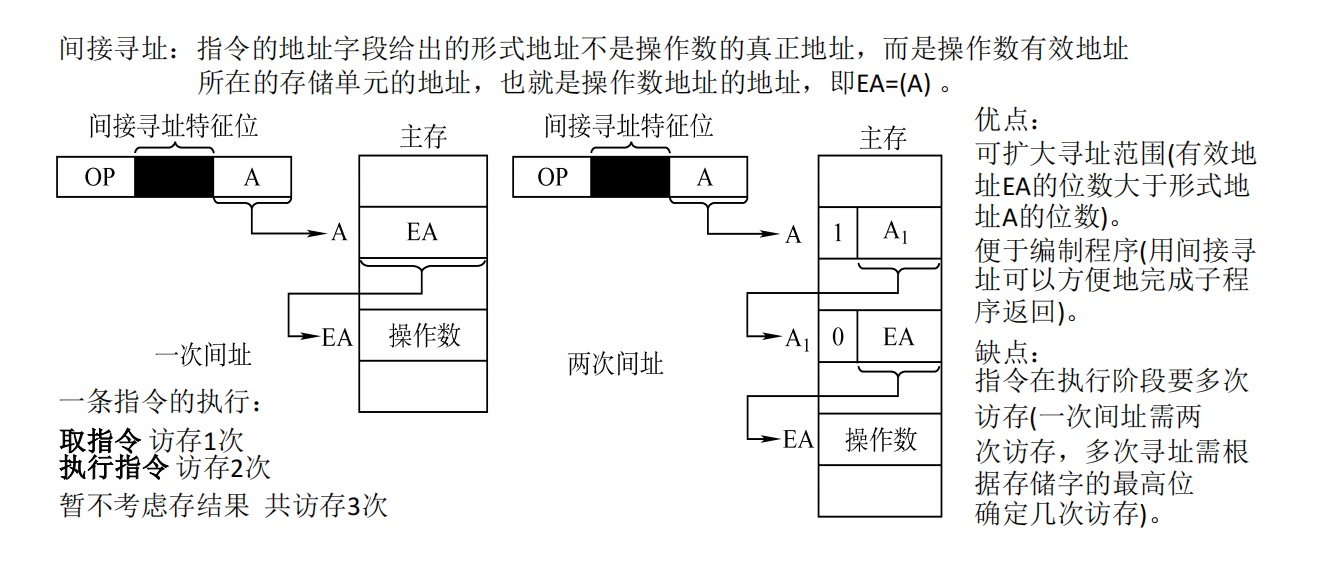 间接寻址：指令的地址字段给出的形式地址不是操作数的真正地址，而是操作数有效地址
所在的存储单元的地址，也就是操作数地址的地址，即EA=(A) 。
间接寻址特征位
主存
OP
A
A
EA
EA
操作数
一次间址
一条指令的执行：
取指令 访存1次
执行指令 访存2次
暂不考虑存结果 共访存3次
间接寻址特征位
主存
OP
A
A
1
A₁
A₁
0
EA
EA
操作数
两次间址
优点：
可扩大寻址范围(有效地
址EA的位数大于形式地
址A的位数)。
便于编制程序(用间接寻
址可以方便地完成子程
序返回)。
缺点：
指令在执行阶段要多次
访存(一次间址需两
次访存，多次寻址需根
据存储字的最高位
确定几次访存)。